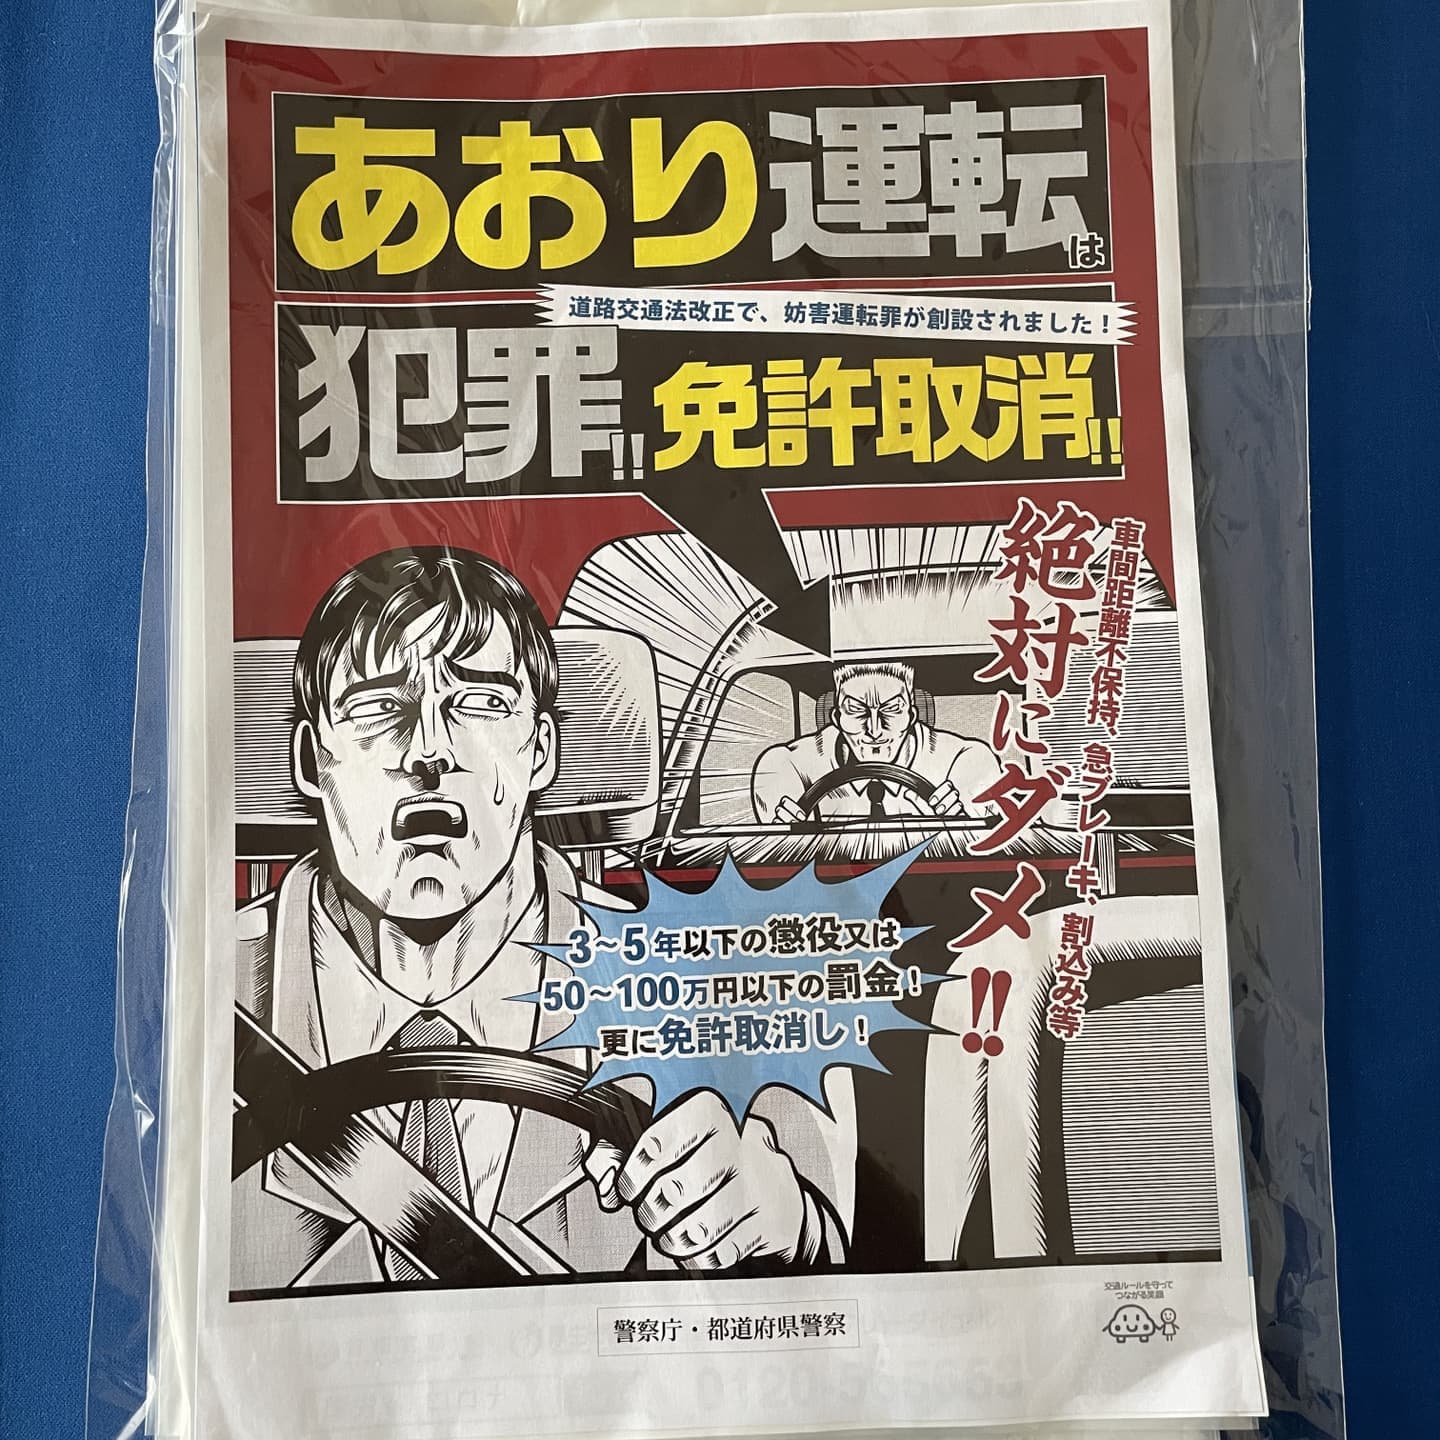 あおり運転は
道路交通法改正で、妨害運転罪が創設されました！
犯罪!!免許取消!!
車間距離不保持、急ブレーキ、割込み等
絶対にダメ!!
3～5年以下の懲役又は
50～100万円以下の罰金！
更に免許取消し！
警察庁・都道府県警察
交通ルールを守って
つながる笑顔